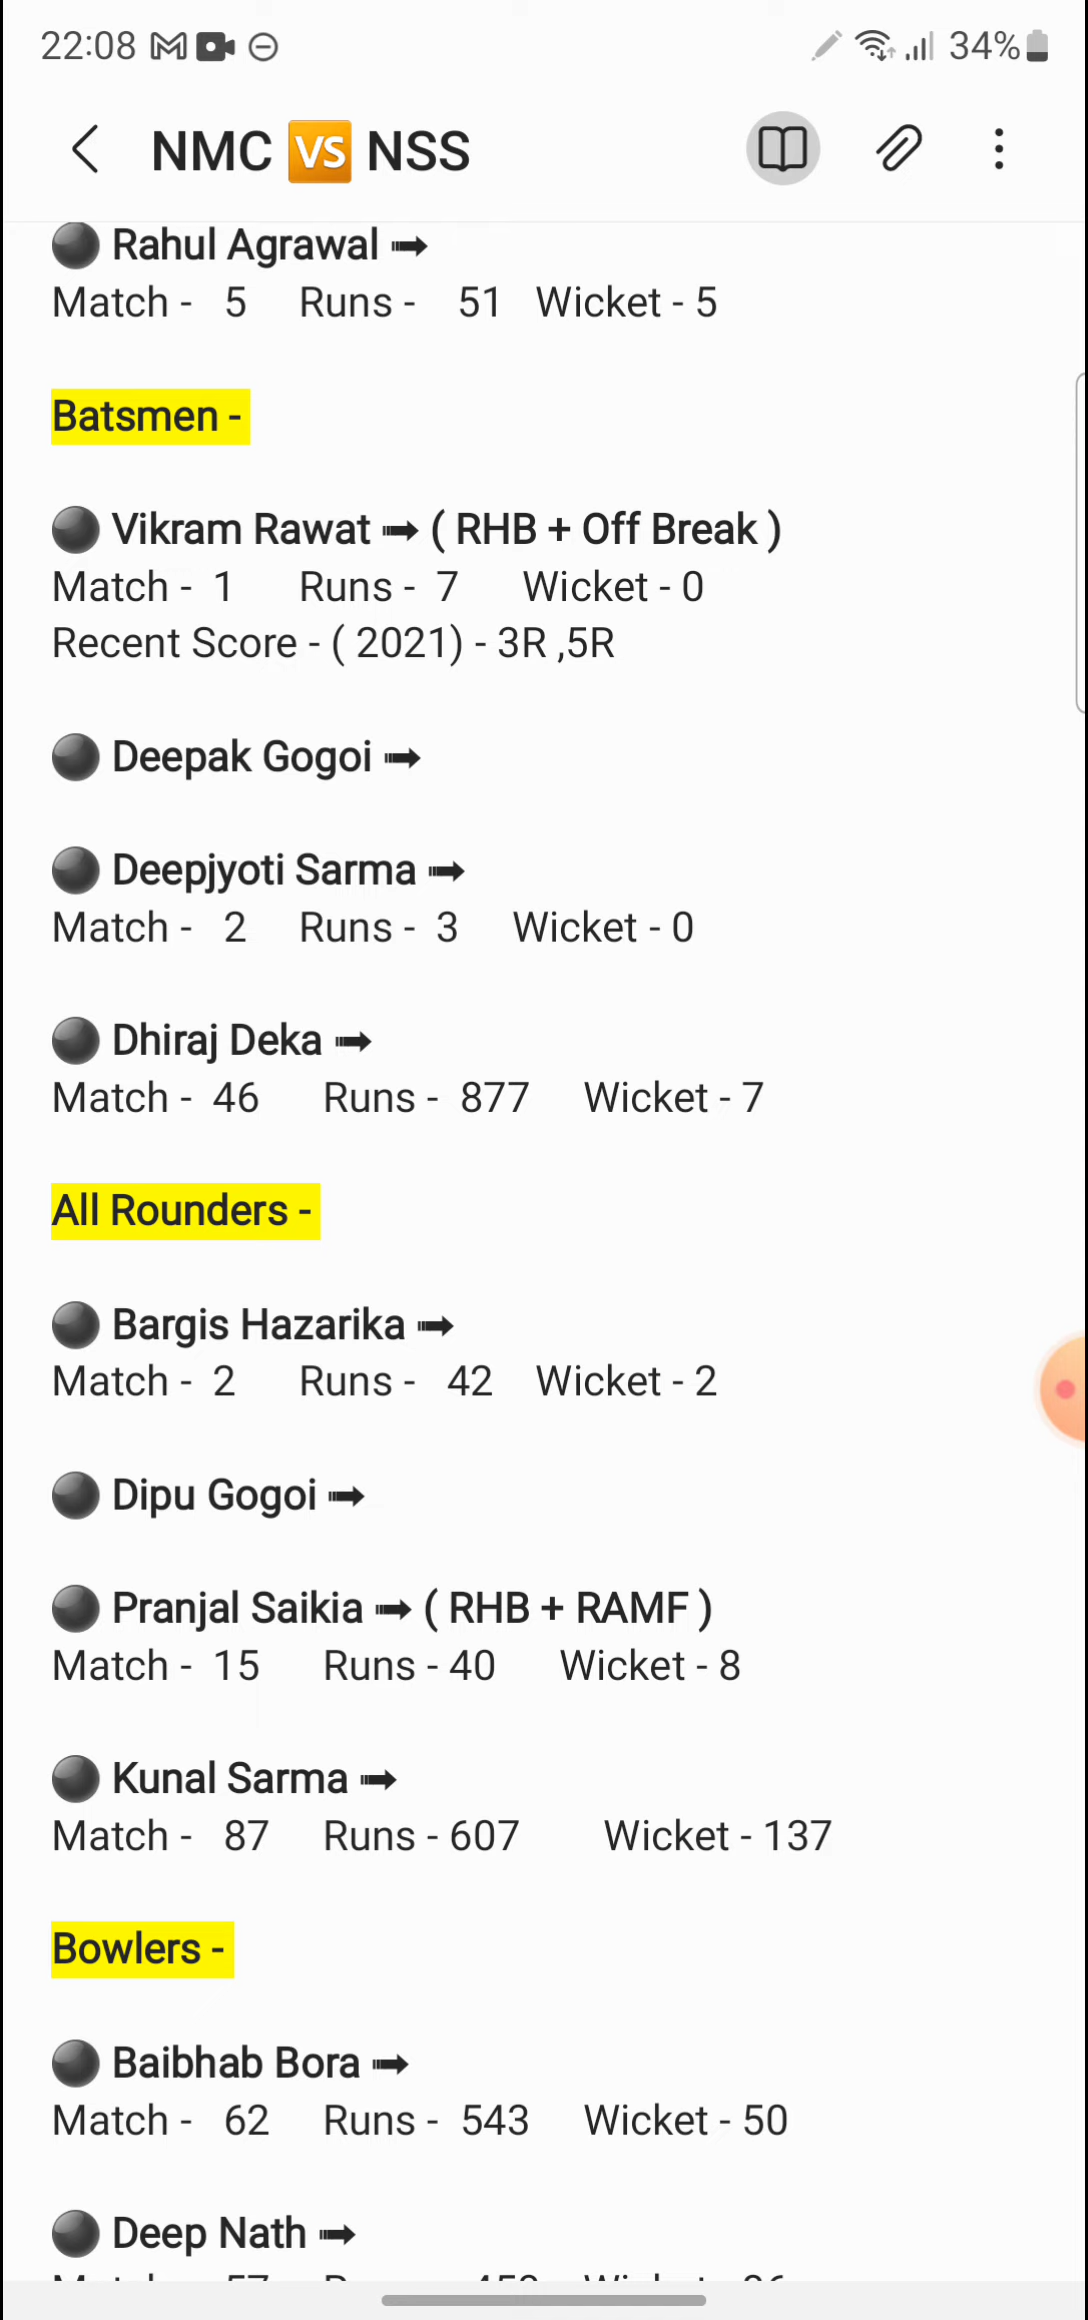 22:08 34%
NMC VS NSS
Rahul Agrawal ➟
Match - 5 Runs - 51 Wicket - 5
Batsmen -
Vikram Rawat ➟ ( RHB + Off Break )
Match - 1 Runs - 7 Wicket - 0
Recent Score - ( 2021) - 3R ,5R
Deepak Gogoi ➟
Deepjyoti Sarma ➟
Match - 2 Runs - 3 Wicket - 0
Dhiraj Deka ➟
Match - 46 Runs - 877 Wicket - 7
All Rounders -
Bargis Hazarika ➟
Match - 2 Runs - 42 Wicket - 2
Dipu Gogoi ➟
Pranjal Saikia ➟ ( RHB + RAMF )
Match - 15 Runs - 40 Wicket - 8
Kunal Sarma ➟
Match - 87 Runs - 607 Wicket - 137
Bowlers -
Baibhab Bora ➟
Match - 62 Runs - 543 Wicket - 50
Deep Nath ➟